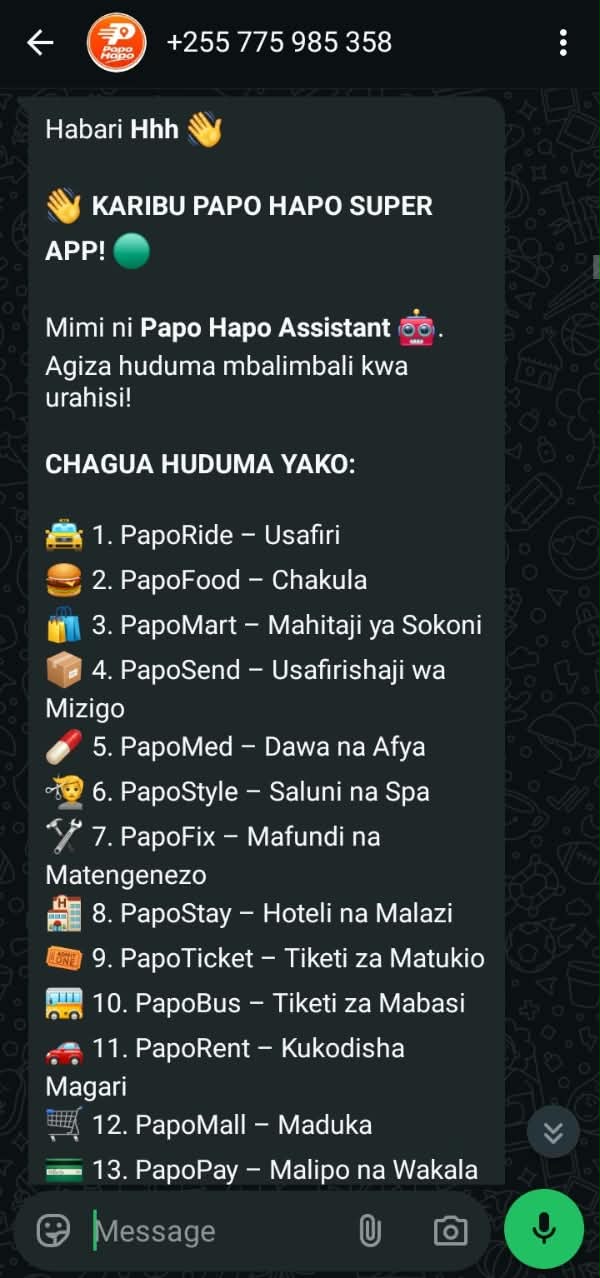 Papo Hapo
+255 775 985 358
Habari Hhh 👋
👋 KARIBU PAPO HAPO SUPER
APP! 🟢
Mimi ni Papo Hapo Assistant 🤖.
Agiza huduma mbalimbali kwa
urahisi!
CHAGUA HUDUMA YAKO:
🚖 1. PapoRide – Usafiri
🍔 2. PapoFood – Chakula
🛍️ 3. PapoMart – Mahitaji ya Sokoni
📦 4. PapoSend – Usafirishaji wa
Mizigo
💊 5. PapoMed – Dawa na Afya
💇 6. PapoStyle – Saluni na Spa
🛠️ 7. PapoFix – Mafundi na
Matengenezo
🏨 8. PapoStay – Hoteli na Malazi
🎟️ 9. PapoTicket – Tiketi za Matukio
🚌 10. PapoBus – Tiketi za Mabasi
🚗 11. PapoRent – Kukodisha
Magari
🛒 12. PapoMall – Maduka
💳 13. PapoPay – Malipo na Wakala
Message